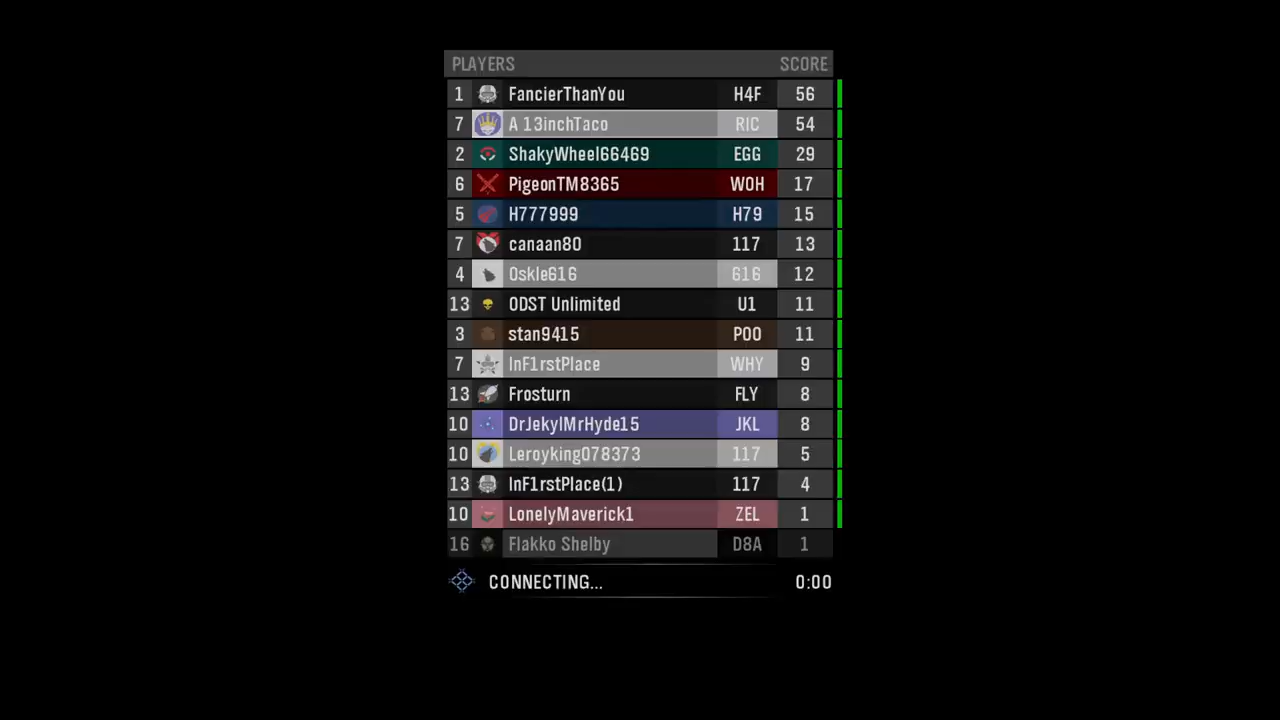 PLAYERS SCORE
1 FancierThanYou H4F 56
7 A 13inchTaco RIC 54
2 ShakyWheel66469 EGG 29
6 PigeonTM8365 WOH 17
5 H777999 H79 15
7 canaan80 117 13
4 Oskle616 616 12
13 ODST Unlimited U1 11
3 stan9415 POO 11
7 InF1rstPlace WHY 9
13 Frosturn FLY 8
10 DrJekylMrHyde15 JKL 8
10 Leroyking078373 117 5
13 InF1rstPlace(1) 117 4
10 LonelyMaverick1 ZEL 1
16 Flakko Shelby D8A 1
CONNECTING... 0:00